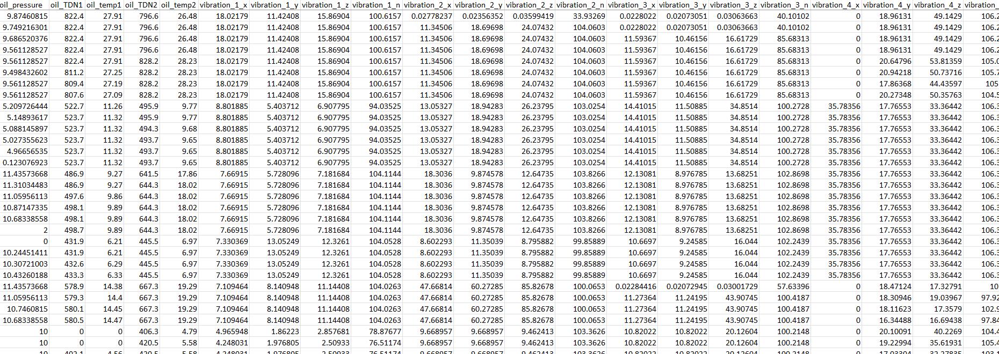 oil_pressure oil_TDN1 oil_temp1 oil_TDN2 oil_temp2 vibration_1_x vibration_1_y vibration_1_z vibration_1_n vibration_2_x vibration_2_y vibration_2_z vibration_2_n vibration_3_x vibration_3_y vibration_3_z vibration_3_n vibration_4_x vibration_4_y vibration_4_z vibration_
9.87460815 822.4 27.91 796.6 26.48 18.02179 11.42408 15.86904 100.6157 0.02778237 0.02356352 0.03599419 33.93269 0.0228022 0.02073051 0.03063663 40.10102 0 18.96131 49.1429 106.2
9.749216301 822.4 27.91 796.6 26.48 18.02179 11.42408 15.86904 100.6157 11.34506 18.69698 24.07432 104.0603 0.0228022 0.02073051 0.03063663 40.10102 0 18.96131 49.1429 106.2
9.686520376 822.4 27.91 796.6 26.48 18.02179 11.42408 15.86904 100.6157 11.34506 18.69698 24.07432 104.0603 11.59367 10.46156 16.61729 85.68313 0 18.96131 49.1429 106.2
9.561128527 822.4 27.91 796.6 26.48 18.02179 11.42408 15.86904 100.6157 11.34506 18.69698 24.07432 104.0603 11.59367 10.46156 16.61729 85.68313 0 18.96131 49.1429 106.2
9.561128527 822.4 27.91 828.2 28.23 18.02179 11.42408 15.86904 100.6157 11.34506 18.69698 24.07432 104.0603 11.59367 10.46156 16.61729 85.68313 0 20.64796 53.81359 105.0
9.498432602 811.2 27.25 828.2 28.23 18.02179 11.42408 15.86904 100.6157 11.34506 18.69698 24.07432 104.0603 11.59367 10.46156 16.61729 85.68313 0 20.94218 50.73716 105.7
9.561128527 809.4 27.19 828.2 28.23 18.02179 11.42408 15.86904 100.6157 11.34506 18.69698 24.07432 104.0603 11.59367 10.46156 16.61729 85.68313 0 17.86368 44.43597 105
9.561128527 807.6 27.09 828.2 28.23 18.02179 11.42408 15.86904 100.6157 11.34506 18.69698 24.07432 104.0603 11.59367 10.46156 16.61729 85.68313 0 20.27348 50.35763 104.5
5.209726444 522.7 11.26 495.9 9.77 8.801885 5.403712 6.907795 94.03525 13.05327 18.94283 26.23795 103.0254 14.41015 11.50885 34.8514 100.2728 35.78356 17.76553 33.36442 106.3
5.14893617 523.7 11.32 495.9 9.77 8.801885 5.403712 6.907795 94.03525 13.05327 18.94283 26.23795 103.0254 14.41015 11.50885 34.8514 100.2728 35.78356 17.76553 33.36442 106.3
5.088145897 523.7 11.32 494.3 9.68 8.801885 5.403712 6.907795 94.03525 13.05327 18.94283 26.23795 103.0254 14.41015 11.50885 34.8514 100.2728 35.78356 17.76553 33.36442 106.3
5.027355623 523.7 11.32 493.7 9.65 8.801885 5.403712 6.907795 94.03525 13.05327 18.94283 26.23795 103.0254 14.41015 11.50885 34.8514 100.2728 35.78356 17.76553 33.36442 106.3
4.96656535 523.7 11.32 493.7 9.65 8.801885 5.403712 6.907795 94.03525 13.05327 18.94283 26.23795 103.0254 14.41015 11.50885 34.8514 100.2728 35.78356 17.76553 33.36442 106.3
0.123076923 523.7 11.32 493.7 9.65 8.801885 5.403712 6.907795 94.03525 13.05327 18.94283 26.23795 103.0254 14.41015 11.50885 34.8514 100.2728 35.78356 17.76553 33.36442 106.3
11.43573668 486.9 9.27 641.5 17.86 7.66915 5.728096 7.181684 104.1144 18.3036 9.874578 12.64735 103.8266 12.13081 8.976785 13.68251 102.8698 35.78356 17.76553 33.36442 106.3
11.31034483 486.9 9.27 644.3 18.02 7.66915 5.728096 7.181684 104.1144 18.3036 9.874578 12.64735 103.8266 12.13081 8.976785 13.68251 102.8698 35.78356 17.76553 33.36442 106.3
11.05956113 497.6 9.86 644.3 18.02 7.66915 5.728096 7.181684 104.1144 18.3036 9.874578 12.64735 103.8266 12.13081 8.976785 13.68251 102.8698 35.78356 17.76553 33.36442 106.3
10.87147335 498.1 9.89 644.3 18.02 7.66915 5.728096 7.181684 104.1144 18.3036 9.874578 12.64735 103.8266 12.13081 8.976785 13.68251 102.8698 35.78356 17.76553 33.36442 106.3
10.68338558 498.1 9.89 644.3 18.02 7.66915 5.728096 7.181684 104.1144 18.3036 9.874578 12.64735 103.8266 12.13081 8.976785 13.68251 102.8698 35.78356 17.76553 33.36442 106.3
2 498.7 9.89 644.3 18.02 7.66915 5.728096 7.181684 104.1144 18.3036 9.874578 12.64735 103.8266 12.13081 8.976785 13.68251 102.8698 35.78356 17.76553 33.36442 106.3
0 431.9 6.21 445.5 6.97 7.330369 13.05249 12.3261 104.0528 8.602293 11.35039 8.795882 99.85889 10.6697 9.24585 16.044 102.2439 35.78356 17.76553 33.36442 106.3
10.24451411 431.9 6.21 445.5 6.97 7.330369 13.05249 12.3261 104.0528 8.602293 11.35039 8.795882 99.85889 10.6697 9.24585 16.044 102.2439 35.78356 17.76553 33.36442 106.3
10.30721003 432.6 6.29 445.5 6.97 7.330369 13.05249 12.3261 104.0528 8.602293 11.35039 8.795882 99.85889 10.6697 9.24585 16.044 102.2439 35.78356 17.76553 33.36442 106.3
10.43260188 433.3 6.33 445.5 6.97 7.330369 13.05249 12.3261 104.0528 8.602293 11.35039 8.795882 99.85889 10.6697 9.24585 16.044 102.2439 35.78356 17.76553 33.36442 106.3
11.43573668 578.9 14.38 667.3 19.29 7.109464 8.140948 11.14408 104.0263 47.66814 60.27285 85.82678 100.0653 0.02284416 0.02072945 0.03001729 57.63396 0 18.47124 17.32791 10
11.05956113 579.3 14.4 667.3 19.29 7.109464 8.140948 11.14408 104.0263 47.66814 60.27285 85.82678 100.0653 11.27364 11.24195 43.90745 100.4187 0 18.30946 19.03967 97.92
10.7460815 580.1 14.45 667.3 19.29 7.109464 8.140948 11.14408 104.0263 47.66814 60.27285 85.82678 100.0653 11.27364 11.24195 43.90745 100.4187 0 18.11623 17.3579 102.9
10.68338558 580.5 14.47 667.3 19.29 7.109464 8.140948 11.14408 104.0263 47.66814 60.27285 85.82678 100.0653 11.27364 11.24195 43.90745 100.4187 0 16.34488 16.69438 97.84
10 0 0 406.3 4.79 4.965948 1.86223 2.857681 78.87677 9.668957 9.668957 9.462413 103.3626 10.82022 10.82022 20.12604 100.2148 0 20.10091 40.2269 104.4
10 0 0 420.5 5.58 4.248031 1.976805 2.50933 76.51174 9.668957 9.668957 9.462413 103.3626 10.82022 10.82022 20.12604 100.2148 0 19.22994 35.61931 105.4